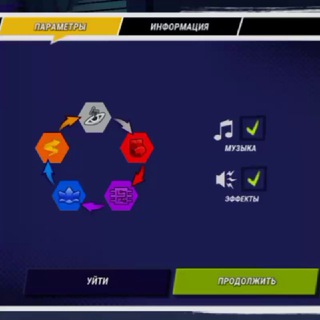 ПАРАМЕТРЫ
ИНФОРМАЦИЯ
МУЗЫКА
ЭФФЕКТЫ
УЙТИ
ПРОДОЛЖИТЬ